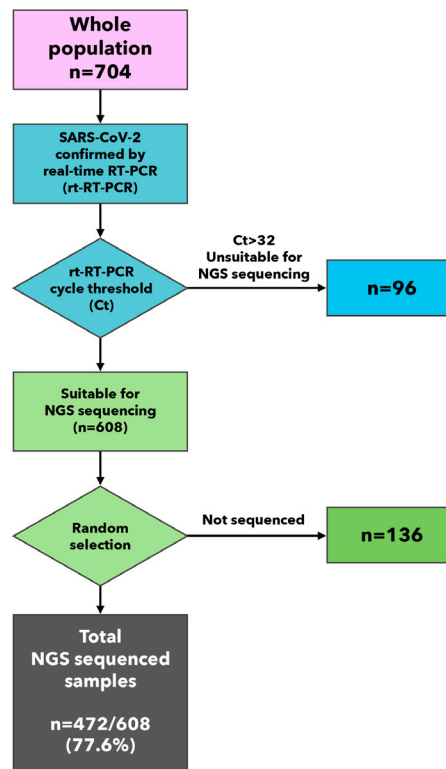 Whole
population
n=704
SARS-CoV-2
confirmed by
real-time RT-PCR
(rt-RT-PCR)
rt-RT-PCR
cycle threshold
(Ct)
Ct>32
Unsuitable for
NGS sequencing
n=96
Suitable for
NGS sequencing
(n=608)
Random
selection
Not sequenced
n=136
Total
NGS sequenced
samples
n=472/608
(77.6%)